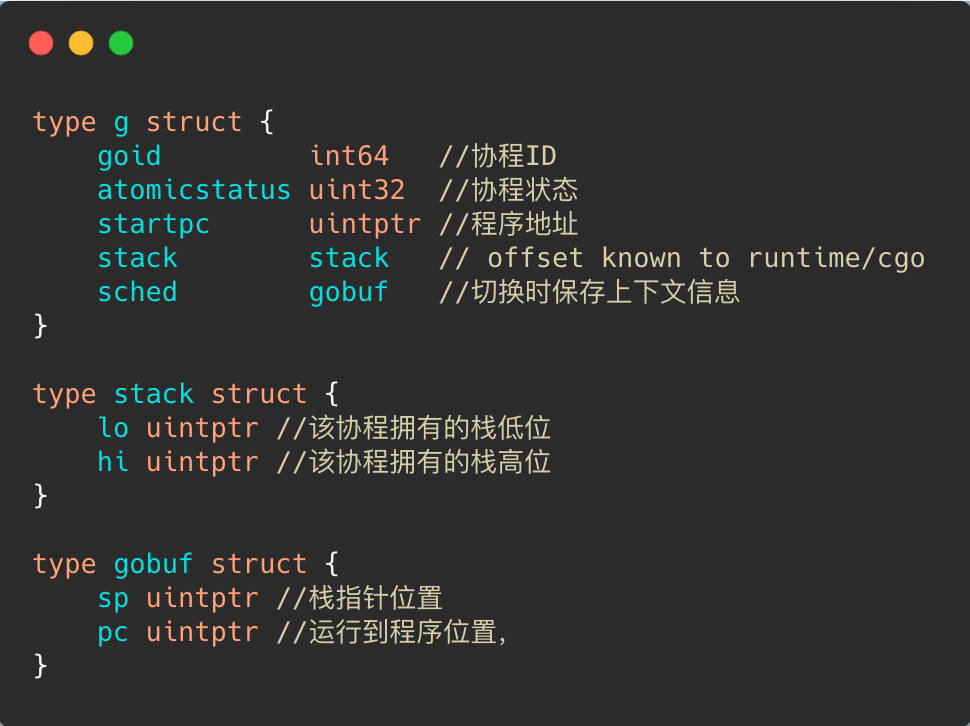 type g struct {
    goid         int64   //协程ID
    atomicstatus uint32  //协程状态
    startpc      uintptr //程序地址
    stack        stack   // offset known to runtime/cgo
    sched        gobuf   //切换时保存上下文信息
}

type stack struct {
    lo uintptr //该协程拥有的栈低位
    hi uintptr //该协程拥有的栈高位
}

type gobuf struct {
    sp uintptr //栈指针位置
    pc uintptr //运行到程序位置,
}